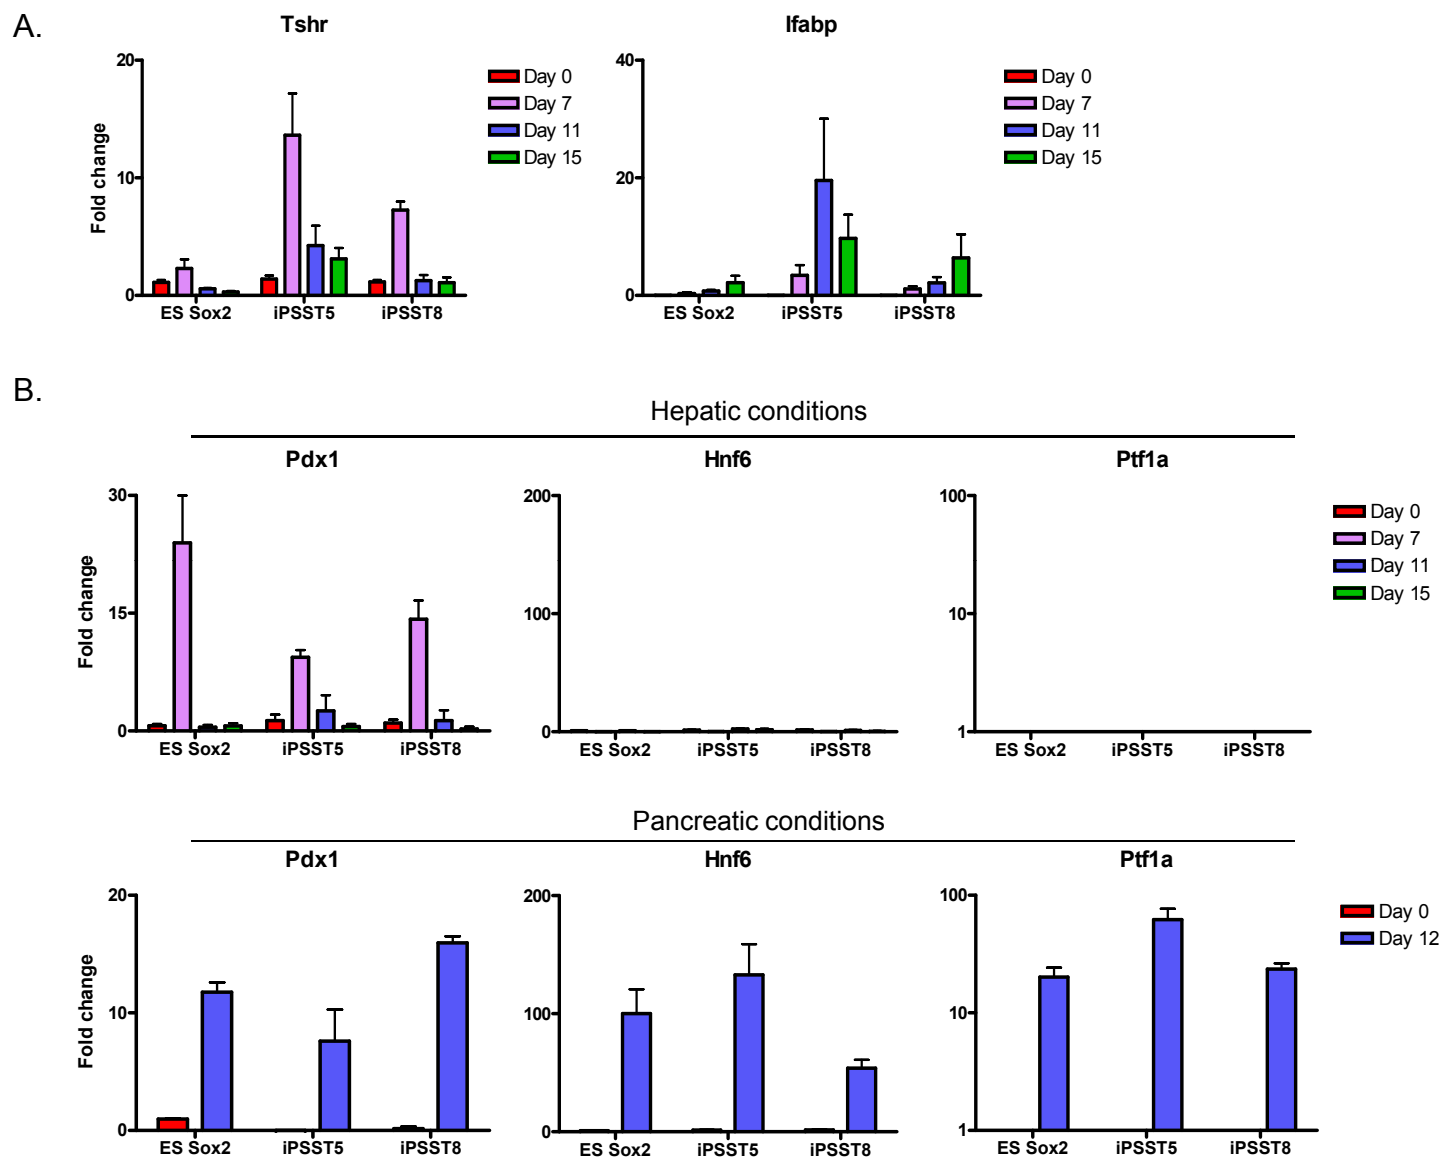 A.
Tshr
Ifabp
20
10
0
Fold change
ES Sox2 iPSST5 iPSST8
Day 0
Day 7
Day 11
Day 15
40
20
0
ES Sox2 iPSST5 iPSST8
Day 0
Day 7
Day 11
Day 15
B.
Hepatic conditions
Pdx1
Hnf6
Ptf1a
30
15
0
Fold change
ES Sox2 iPSST5 iPSST8
200
100
0
ES Sox2 iPSST5 iPSST8
100
10
1
ES Sox2 iPSST5 iPSST8
Day 0
Day 7
Day 11
Day 15
Pancreatic conditions
Pdx1
Hnf6
Ptf1a
20
10
0
Fold change
ES Sox2 iPSST5 iPSST8
200
100
0
ES Sox2 iPSST5 iPSST8
100
10
1
ES Sox2 iPSST5 iPSST8
Day 0
Day 12